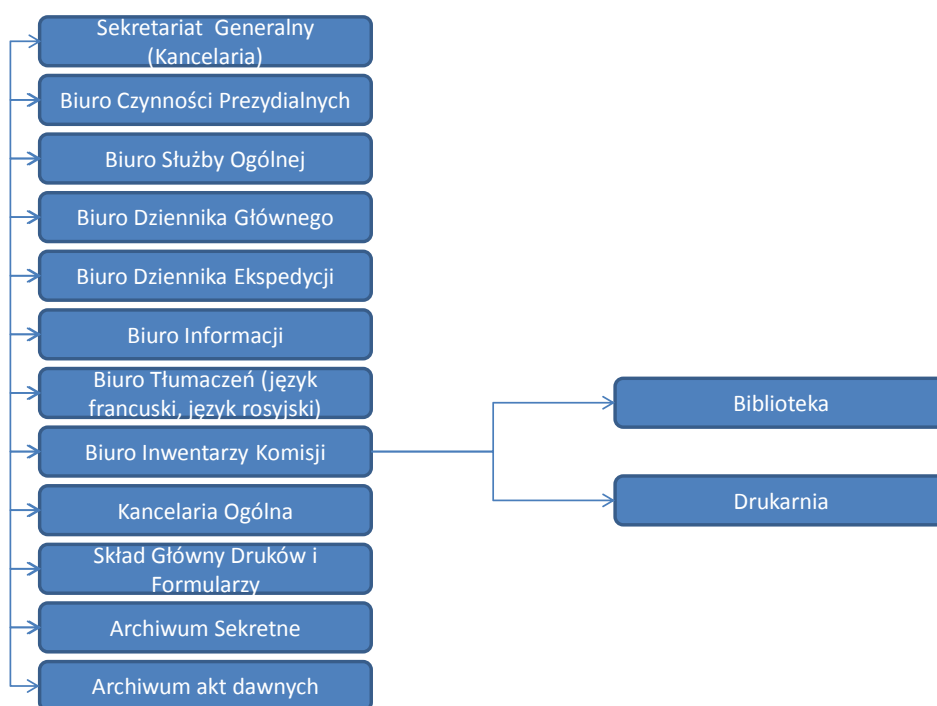 Sekretariat Generalny
(Kancelaria)
Biuro Czynności Prezydialnych
Biuro Służby Ogólnej
Biuro Dziennika Głównego
Biuro Dziennika Ekspedycji
Biuro Informacji
Biuro Tłumaczeń (język
francuski, język rosyjski)
Biuro Inwentarzy Komisji
Kancelaria Ogólna
Skład Główny Druków i
Formularzy
Archiwum Sekretne
Archiwum akt dawnych
Biblioteka
Drukarnia